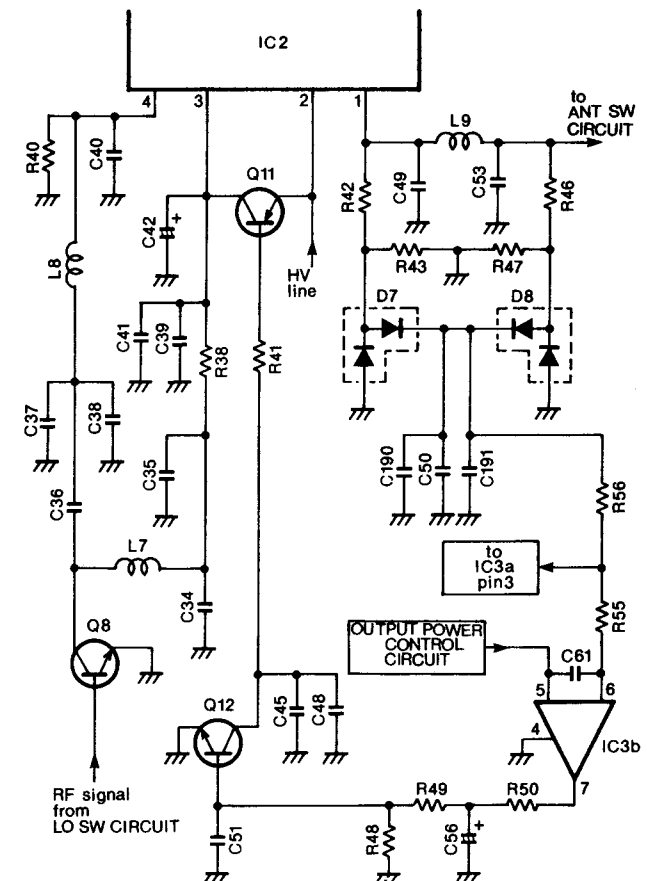 IC2
4
3
2
1
to
ANT SW
CIRCUIT
L9
R40
C40
Q11
R42
C49
C53
R46
C42
+
L8
HV
line
R43
R47
D7
D8
C41
C39
R38
R41
C37
C38
C35
C190
C50
C191
R56
C36
L7
to
IC3a
pin3
C34
R55
Q8
OUTPUT POWER
CONTROL
CIRCUIT
C61
Q12
C45
C48
5
6
4
IC3b
7
RF signal
from
LO SW CIRCUIT
R49
R50
C51
R48
C56
+